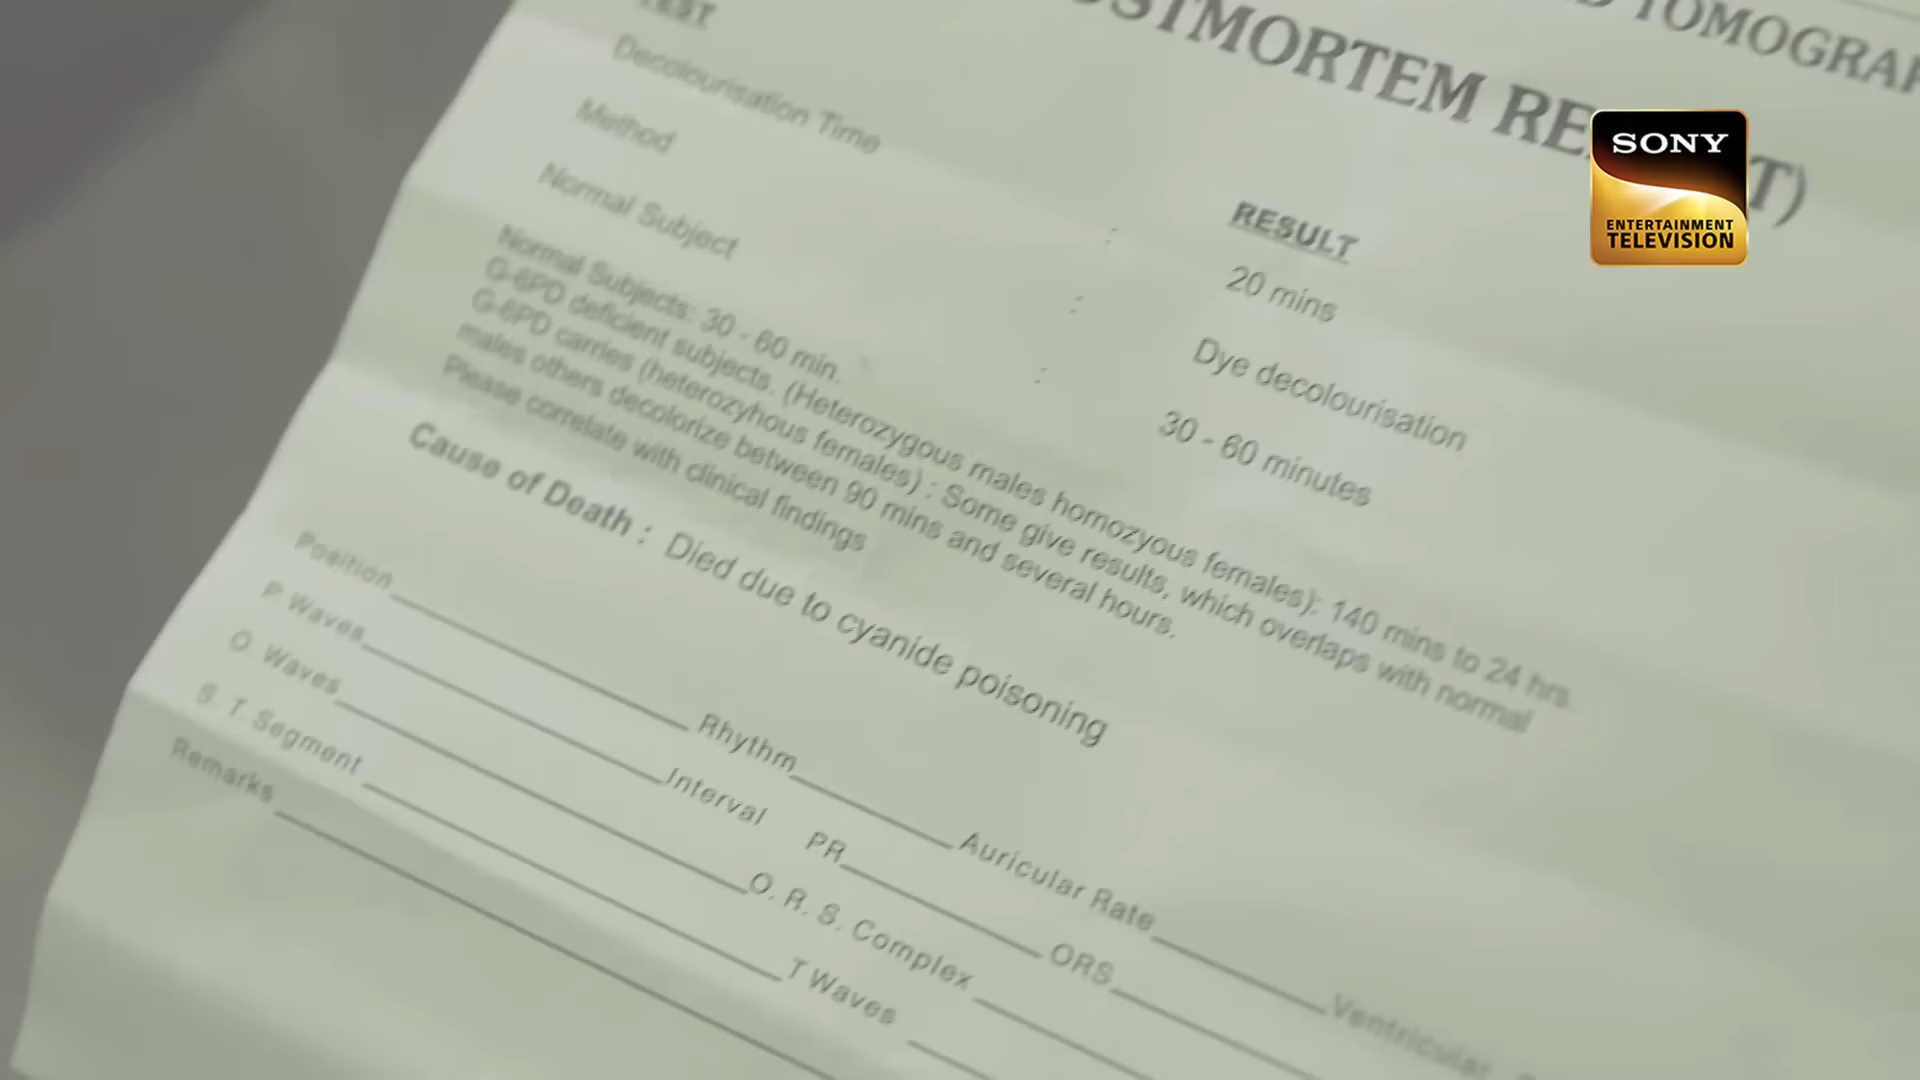 D TOMOGRAP
POSTMORTEM RE T)
TEST
RESULT
Decolourisation Time : 20 mins
Method : Dye decolourisation
Normal Subject : 30 - 60 minutes
Normal Subjects: 30 - 60 min.
G-6PD deficient subjects. (Heterozygous males homozyous females): 140 mins to 24 hrs.
G-6PD carries (heterozyhous females) : Some give results, which overlaps with normal
males others decolorize between 90 mins and several hours.
Please correlate with clinical findings
Cause of Death : Died due to cyanide poisoning
Position Rhythm Auricular Rate Ventricular
P. Waves Interval PR ORS
O. Waves O. R. S. Complex
S. T. Segment T Waves
Remarks
SONY
ENTERTAINMENT
TELEVISION